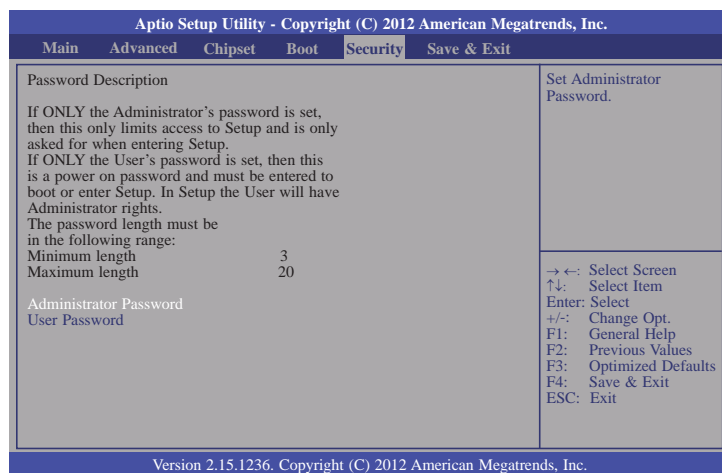 Aptio Setup Utility - Copyright (C) 2012 American Megatrends, Inc.
Main Advanced Chipset Boot Security Save & Exit
Password Description
If ONLY the Administrator's password is set,
then this only limits access to Setup and is only
asked for when entering Setup.
If ONLY the User's password is set, then this
is a power on password and must be entered to
boot or enter Setup. In Setup the User will have
Administrator rights.
The password length must be
in the following range:
Minimum length 3
Maximum length 20
Administrator Password
User Password
Set Administrator
Password.
→ ←: Select Screen
↑↓: Select Item
Enter: Select
+/-: Change Opt.
F1: General Help
F2: Previous Values
F3: Optimized Defaults
F4: Save & Exit
ESC: Exit
Version 2.15.1236. Copyright (C) 2012 American Megatrends, Inc.